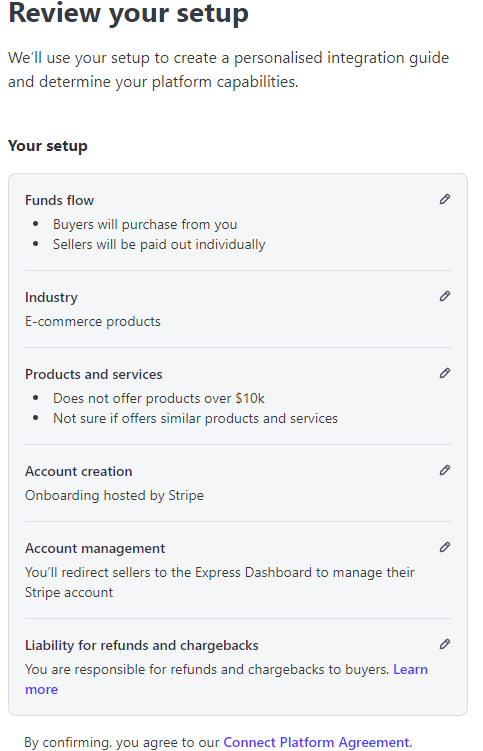 Review your setup
We’ll use your setup to create a personalised integration guide
and determine your platform capabilities.
Your setup
Funds flow
• Buyers will purchase from you
• Sellers will be paid out individually
Industry
E-commerce products
Products and services
• Does not offer products over $10k
• Not sure if offers similar products and services
Account creation
Onboarding hosted by Stripe
Account management
You’ll redirect sellers to the Express Dashboard to manage their
Stripe account
Liability for refunds and chargebacks
You are responsible for refunds and chargebacks to buyers. Learn
more
By confirming, you agree to our Connect Platform Agreement.